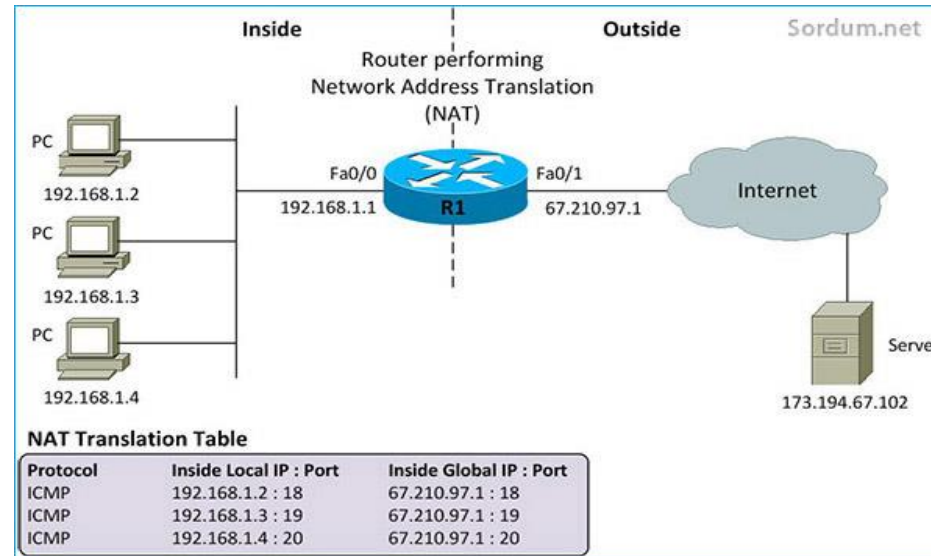 Inside
Outside
Sordum.net
Router performing
Network Address Translation
(NAT)
PC
192.168.1.2
PC
192.168.1.3
PC
192.168.1.4
Fa0/0
192.168.1.1
R1
Fa0/1
67.210.97.1
Internet
Serve
173.194.67.102
NAT Translation Table
Protocol Inside Local IP : Port Inside Global IP : Port
ICMP 192.168.1.2 : 18 67.210.97.1 : 18
ICMP 192.168.1.3 : 19 67.210.97.1 : 19
ICMP 192.168.1.4 : 20 67.210.97.1 : 20